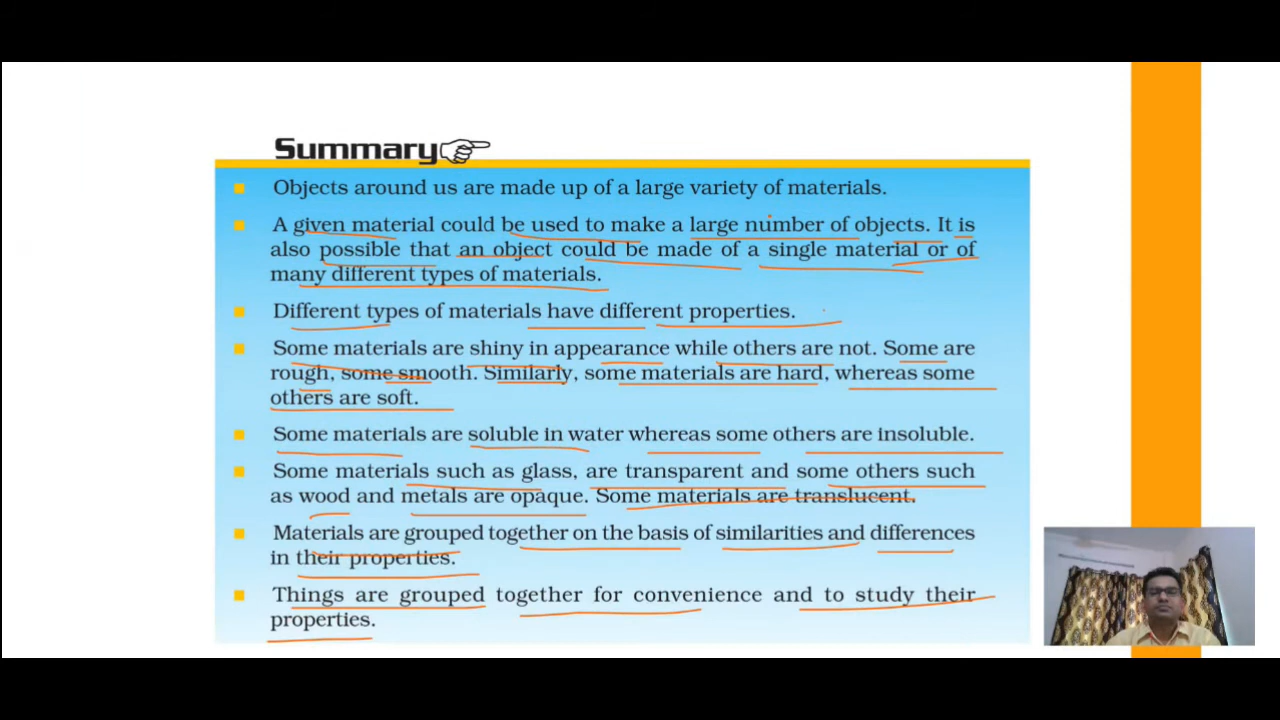 Summary
Objects around us are made up of a large variety of materials.
A given material could be used to make a large number of objects. It is
also possible that an object could be made of a single material or of
many different types of materials.
Different types of materials have different properties.
Some materials are shiny in appearance while others are not. Some are
rough, some smooth. Similarly, some materials are hard, whereas some
others are soft.
Some materials are soluble in water whereas some others are insoluble.
Some materials such as glass, are transparent and some others such
as wood and metals are opaque. Some materials are translucent.
Materials are grouped together on the basis of similarities and differences
in their properties.
Things are grouped together for convenience and to study their
properties.